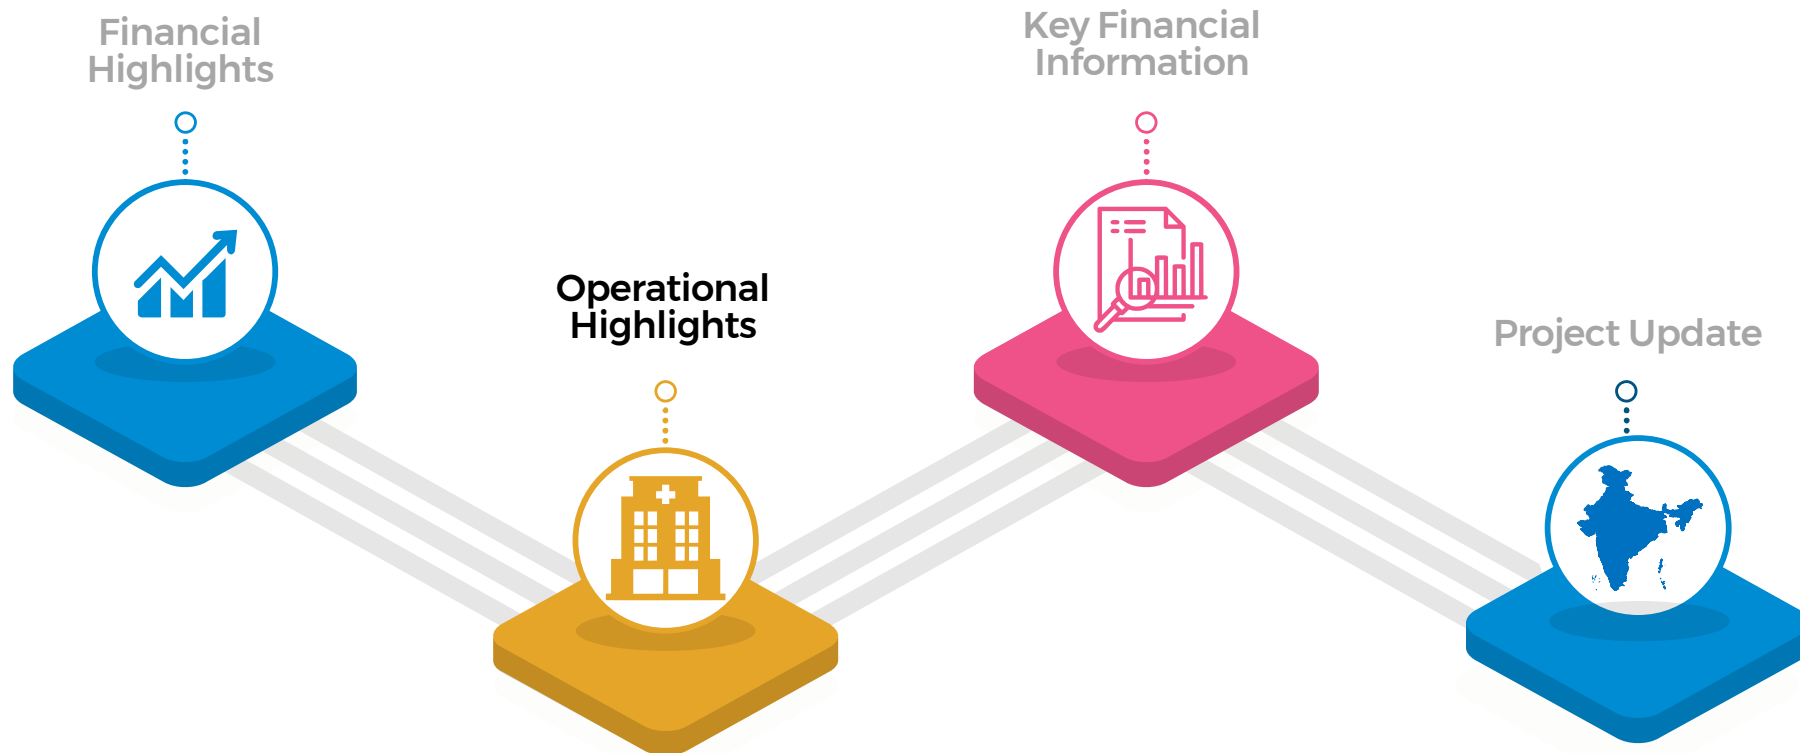 Financial
Highlights
Operational
Highlights
Key Financial
Information
Project Update